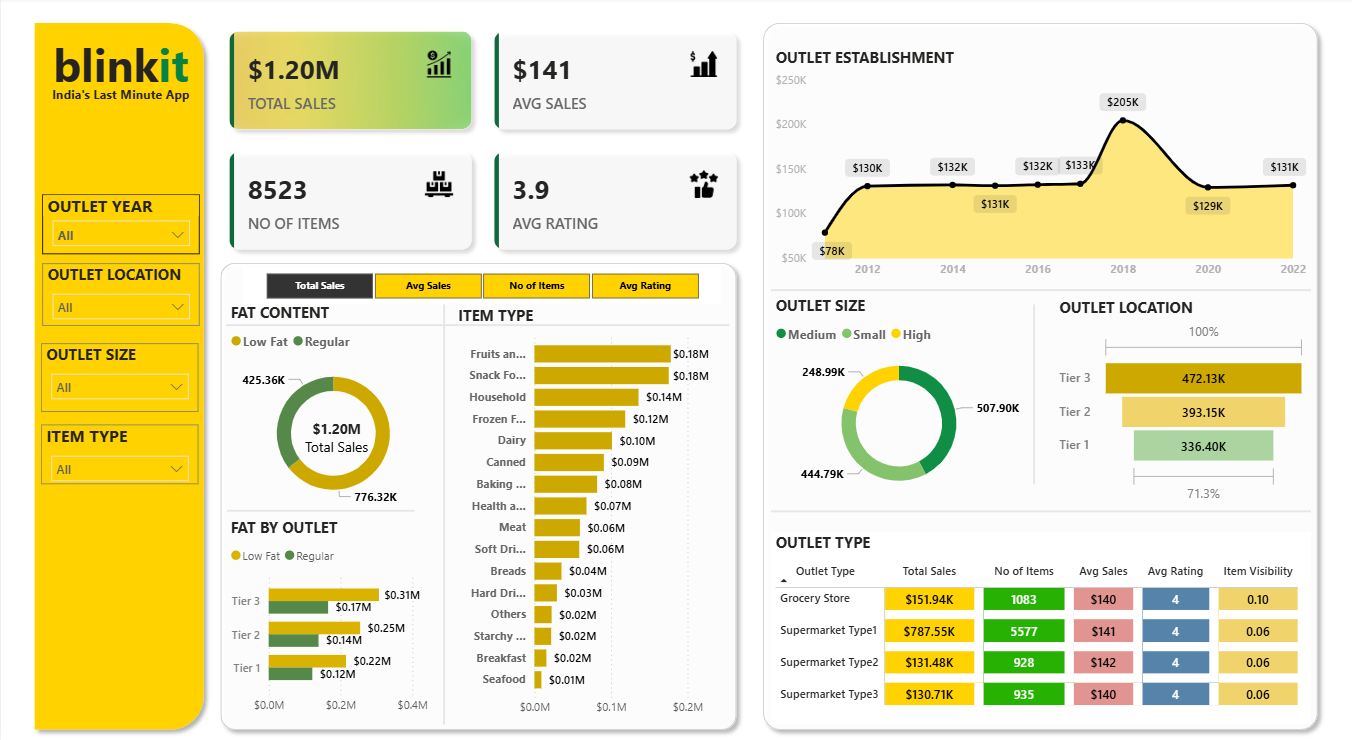 blinkit
India's Last Minute App
OUTLET YEAR
All
OUTLET LOCATION
All
OUTLET SIZE
All
ITEM TYPE
All
$1.20M
TOTAL SALES
$141
AVG SALES
8523
NO OF ITEMS
3.9
AVG RATING
Total Sales
Avg Sales
No of Items
Avg Rating
FAT CONTENT
Low Fat Regular
425.36K
$1.20M
Total Sales
776.32K
FAT BY OUTLET
Low Fat Regular
Tier 3 $0.31M
$0.17M
Tier 2 $0.25M
$0.14M
Tier 1 $0.22M
$0.12M
$0.0M $0.2M $0.4M
ITEM TYPE
Fruits an... $0.18M
Snack Fo... $0.18M
Household $0.14M
Frozen F... $0.12M
Dairy $0.10M
Canned $0.09M
Baking ... $0.08M
Health a... $0.07M
Meat $0.06M
Soft Dri... $0.06M
Breads $0.04M
Hard Dri... $0.03M
Others $0.02M
Starchy ... $0.02M
Breakfast $0.02M
Seafood $0.01M
$0.0M $0.1M $0.2M
OUTLET ESTABLISHMENT
$250K
$200K
$150K
$100K
$50K
$78K
$130K
$132K
$131K
$132K
$133K
$205K
$129K
$131K
2012 2014 2016 2018 2020 2022
OUTLET SIZE
Medium Small High
248.99K
507.90K
444.79K
OUTLET LOCATION
100%
Tier 3 472.13K
Tier 2 393.15K
Tier 1 336.40K
71.3%
OUTLET TYPE
Outlet Type Total Sales No of Items Avg Sales Avg Rating Item Visibility
Grocery Store $151.94K 1083 $140 4 0.10
Supermarket Type1 $787.55K 5577 $141 4 0.06
Supermarket Type2 $131.48K 928 $142 4 0.06
Supermarket Type3 $130.71K 935 $140 4 0.06